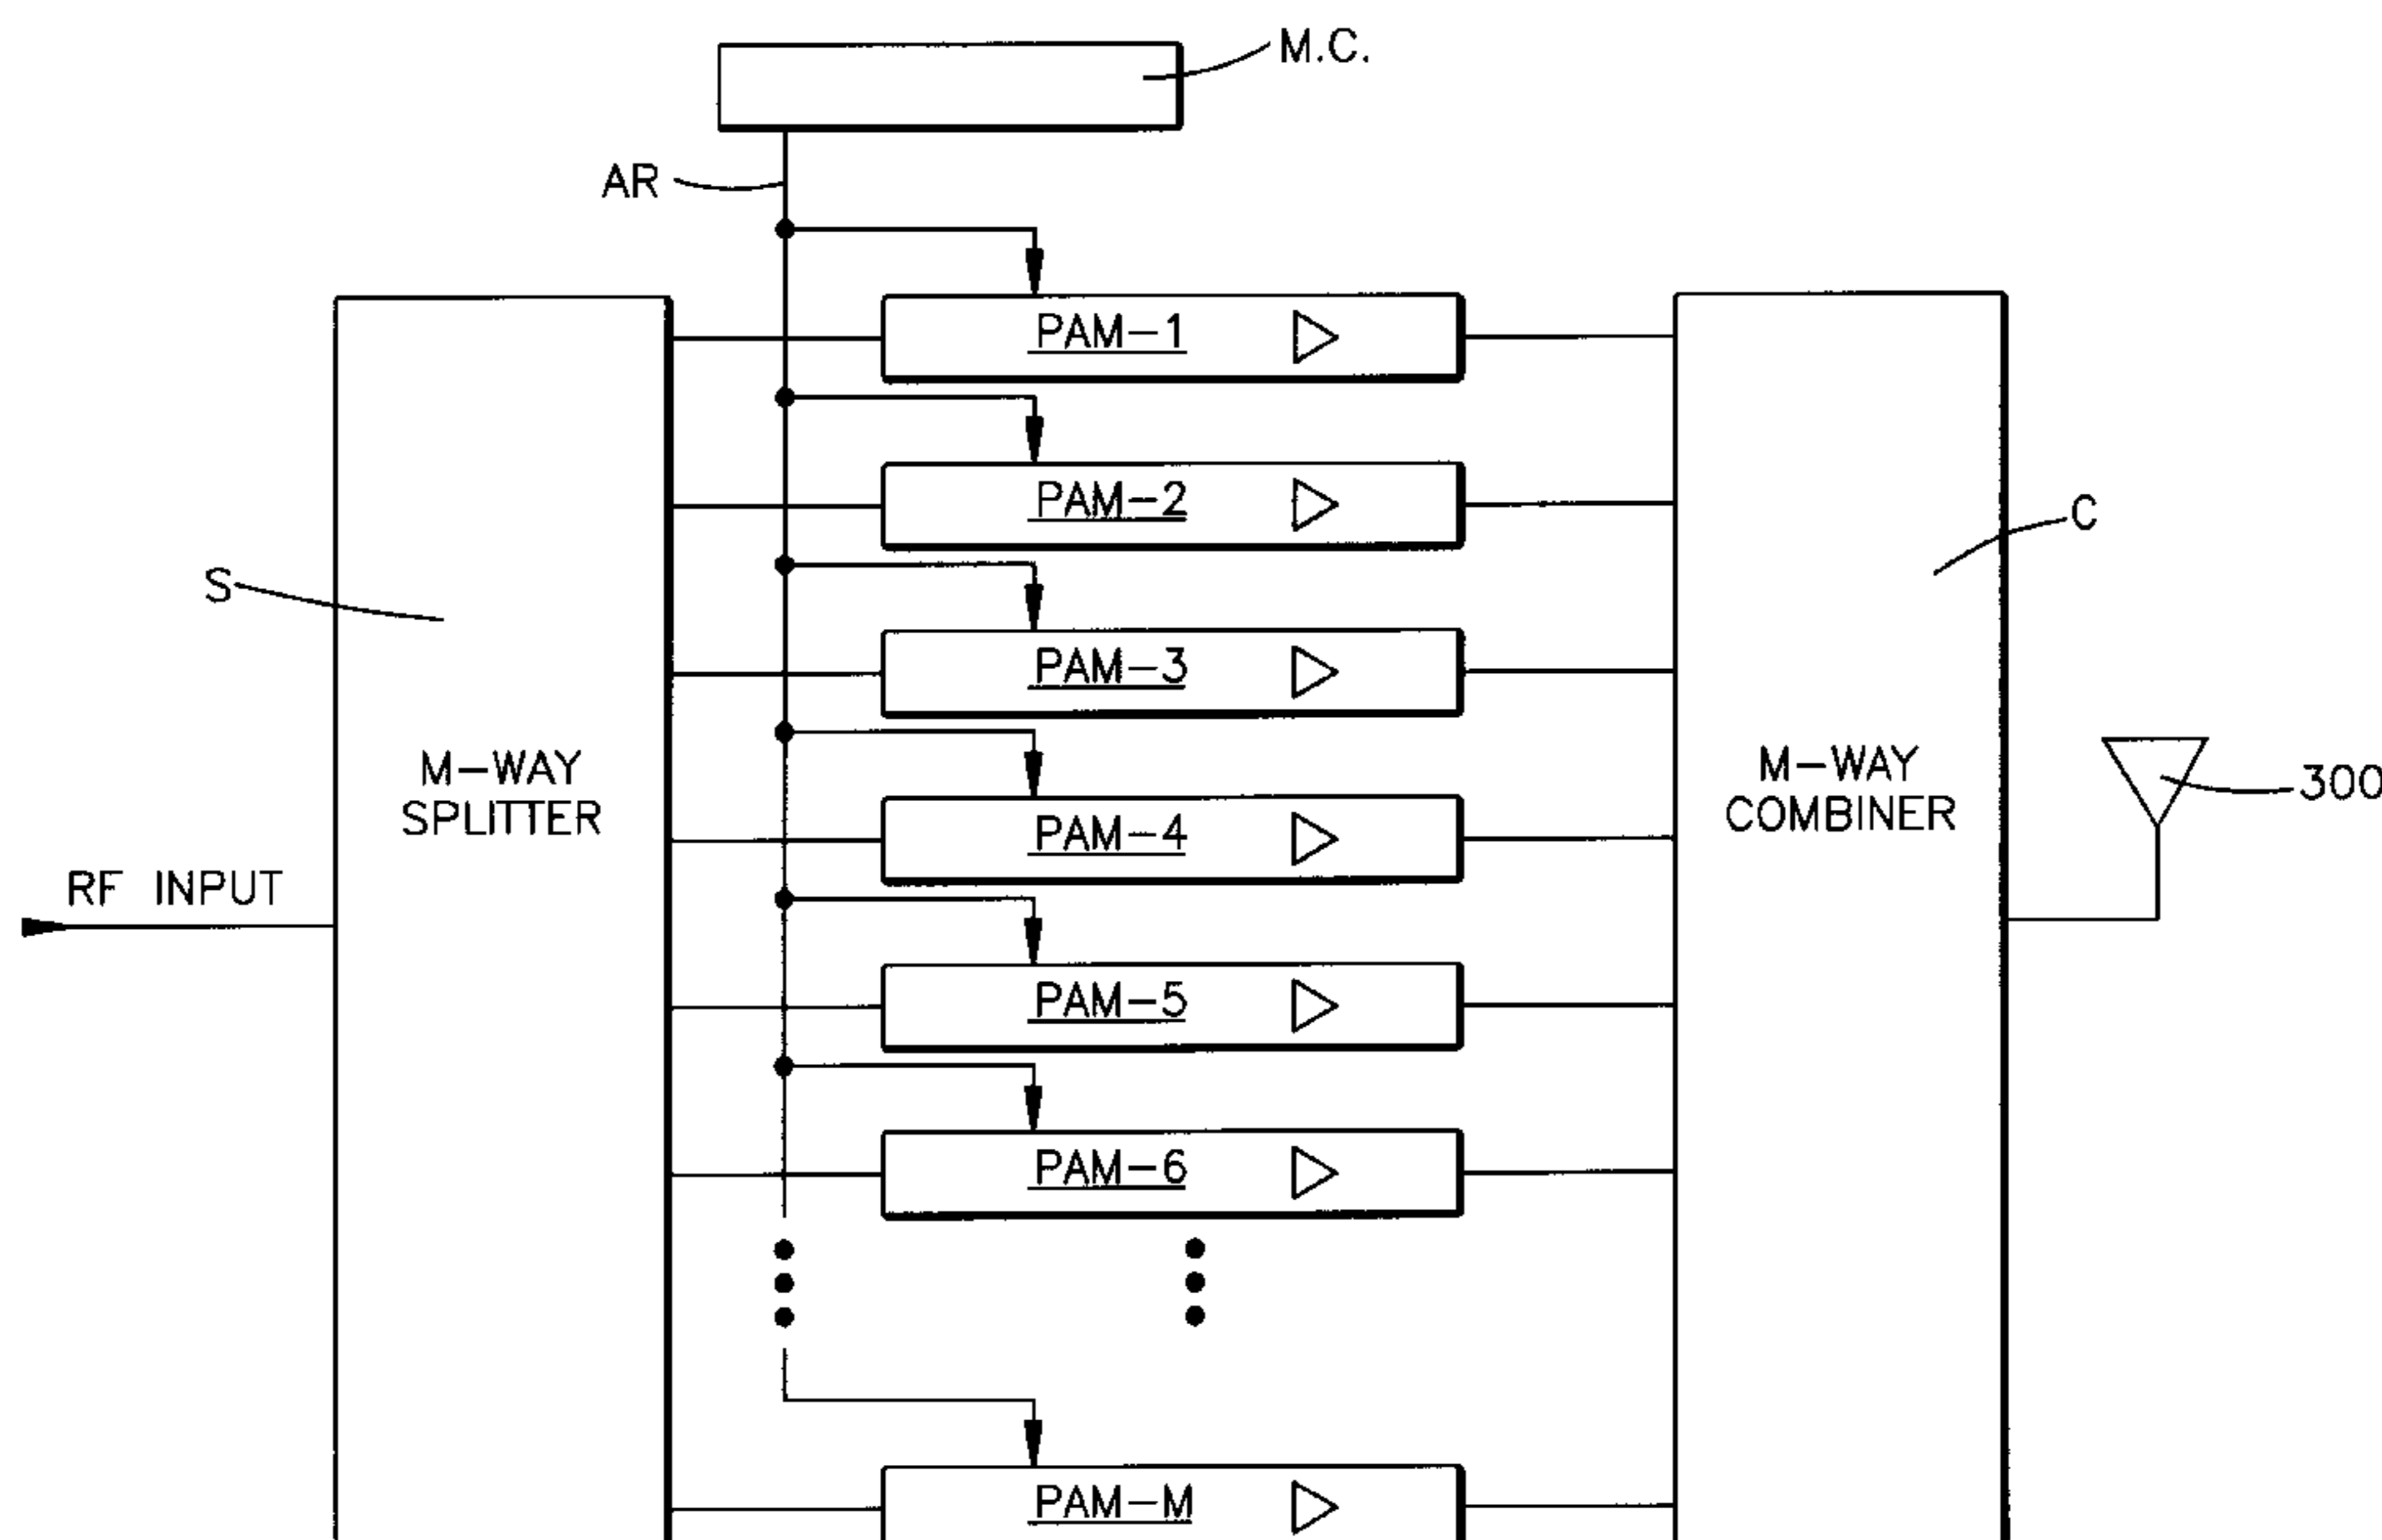 M.C.
AR
PAM-1
PAM-2
C
S
PAM-3
M-WAY
SPLITTER
M-WAY
COMBINER
300
PAM-4
RF INPUT
PAM-5
PAM-6
PAM-M